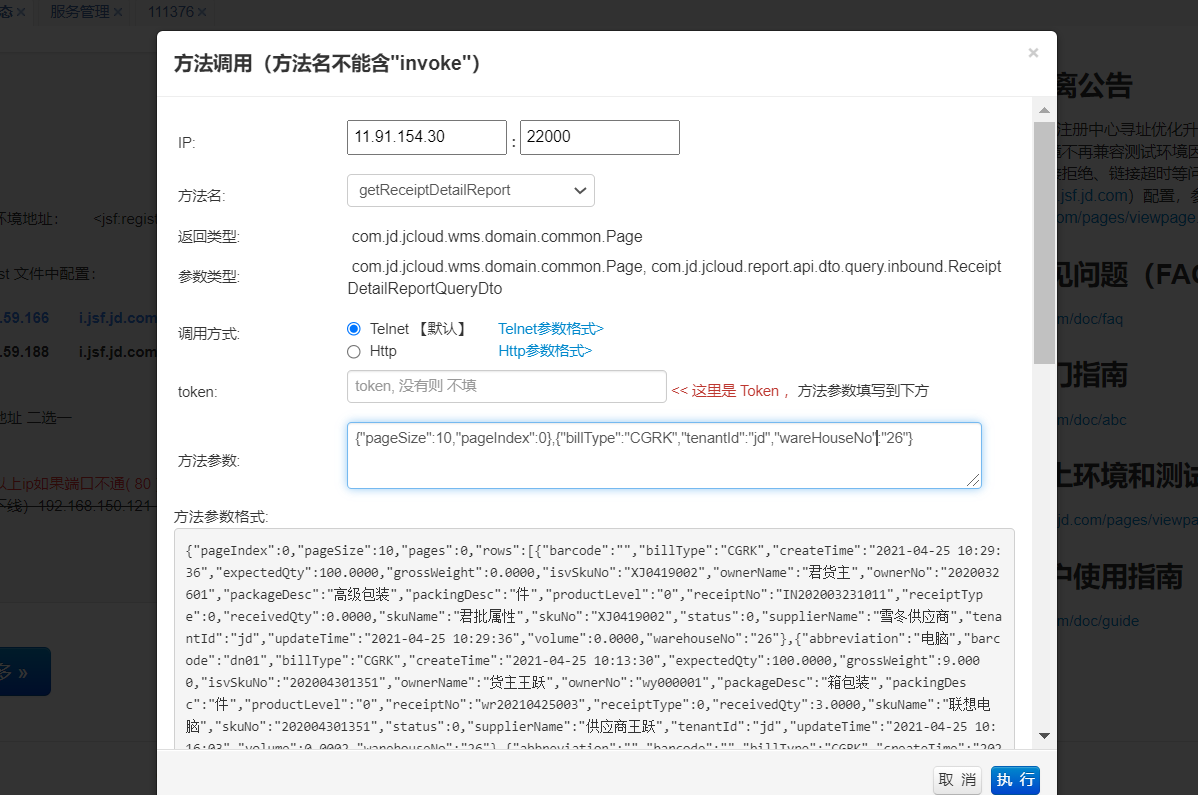 态 × 服务管理 × 111376 ×
方法调用（方法名不能含"invoke"） ×
离公告
IP: 11.91.154.30 : 22000
注册中心寻址优化升
不再兼容测试环境因
拒绝、链接超时等问
方法名: getReceiptDetailReport
.jsf.jd.com）配置，参
om/pages/viewpage
环境地址： <jsf:regist
返回类型: com.jd.jcloud.wms.domain.common.Page
参数类型: com.jd.jcloud.wms.domain.common.Page, com.jd.jcloud.report.api.dto.query.inbound.Receipt
DetailReportQueryDto
st 文件中配置：
见问题（FAQ
.59.166 i.jsf.jd.com
m/doc/faq
调用方式: Telnet 【默认】 Telnet参数格式>
Http Http参数格式>
.59.188 i.jsf.jd.com
门指南
token: token, 没有则 不填 << 这里是 Token ，方法参数填写到下方
地址 二选一
m/doc/abc
方法参数: {"pageSize":10,"pageIndex":0},{"billType":"CGRK","tenantId":"jd","wareHouseNo":"26"}
上环境和测试
以上ip如果端口不通( 80
下线）192.168.150.121
jd.com/pages/viewpa
方法参数格式:
{"pageIndex":0,"pageSize":10,"pages":0,"rows":[{"barcode":"","billType":"CGRK","createTime":"2021-04-25 10:29:
36","expectedQty":100.0000,"grossWeight":0.0000,"isvSkuNo":"XJ0419002","ownerName":"君货主","ownerNo":"2020032
601","packageDesc":"高级包装","packingDesc":"件","productLevel":"0","receiptNo":"IN202003231011","receiptTyp
e":0,"receivedQty":0.0000,"skuName":"君批属性","skuNo":"XJ0419002","status":0,"supplierName":"雪冬供应商","tena
ntId":"jd","updateTime":"2021-04-25 10:29:36","volume":0.0000,"warehouseNo":"26"},{"abbreviation":"电脑","barc
ode":"dn01","billType":"CGRK","createTime":"2021-04-25 10:13:30","expectedQty":100.0000,"grossWeight":9.000
0,"isvSkuNo":"202004301351","ownerName":"货主王跃","ownerNo":"wy000001","packageDesc":"箱包装","packingDes
c":"件","productLevel":"0","receiptNo":"wr20210425003","receiptType":0,"receivedQty":3.0000,"skuName":"联想电
脑","skuNo":"202004301351","status":0,"supplierName":"供应商王跃","tenantId":"jd","updateTime":"2021-04-25 10:
16:03","volume":0.0002,"warehouseNo":"26"},{"abbreviation":"","barcode":"","billType":"CGRK","createTime":"202
户使用指南
m/doc/guide
多 »
取 消 执 行